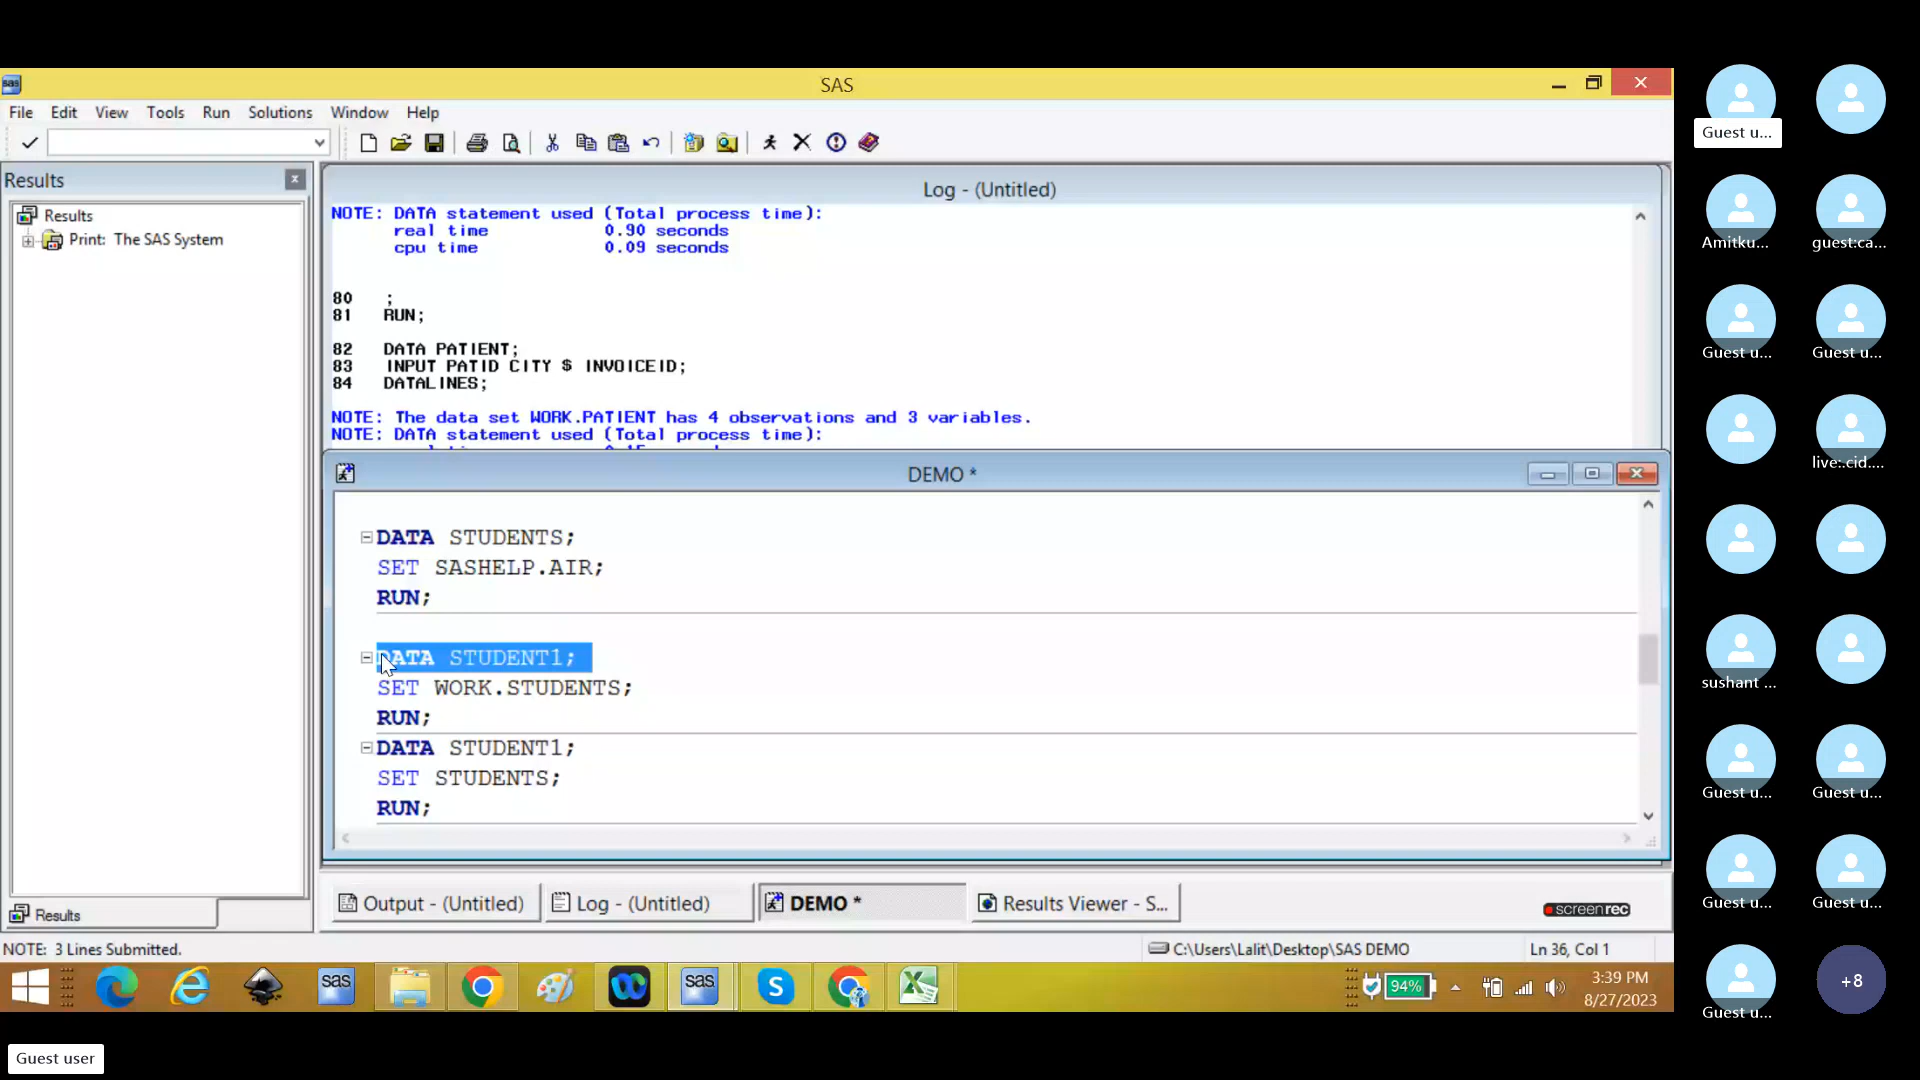 SAS
File Edit View Tools Run Solutions Window Help
Results
Results
Print: The SAS System
Log - (Untitled)
NOTE: DATA statement used (Total process time):
real time 0.90 seconds
cpu time 0.09 seconds
80 ;
81 RUN;
82 DATA PATIENT;
83 INPUT PATID CITY $ INVOICEID;
84 DATALINES;
NOTE: The data set WORK.PATIENT has 4 observations and 3 variables.
NOTE: DATA statement used (Total process time):
DEMO *
DATA STUDENTS;
SET SASHELP.AIR;
RUN;
DATA STUDENT1;
SET WORK.STUDENTS;
RUN;
DATA STUDENT1;
SET STUDENTS;
RUN;
Results
Output - (Untitled) Log - (Untitled) DEMO * Results Viewer - S...
screenrec
NOTE: 3 Lines Submitted.
C:\Users\Lalit\Desktop\SAS DEMO
Ln 36, Col 1
sas
sas
94%
3:39 PM
8/27/2023
Guest u...
Amitku... guest:ca...
Guest u... Guest u...
live:.cid....
sushant ...
Guest u... Guest u...
Guest u... Guest u...
Guest u... +8
Guest user